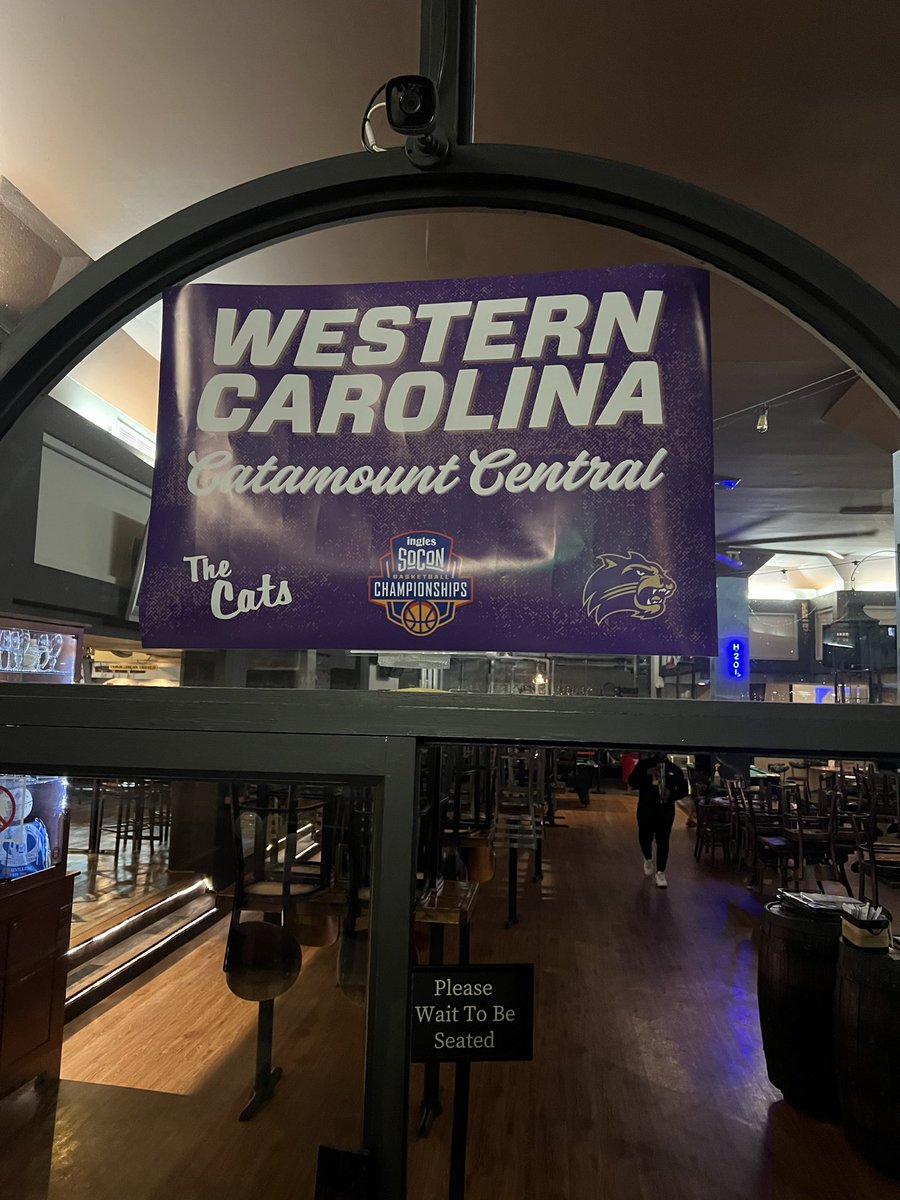 WESTERN
CAROLINA
Catamount Central
The
Cats
ingles
SoCon
BASKETBALL
CHAMPIONSHIPS
Please
Wait To Be
Seated